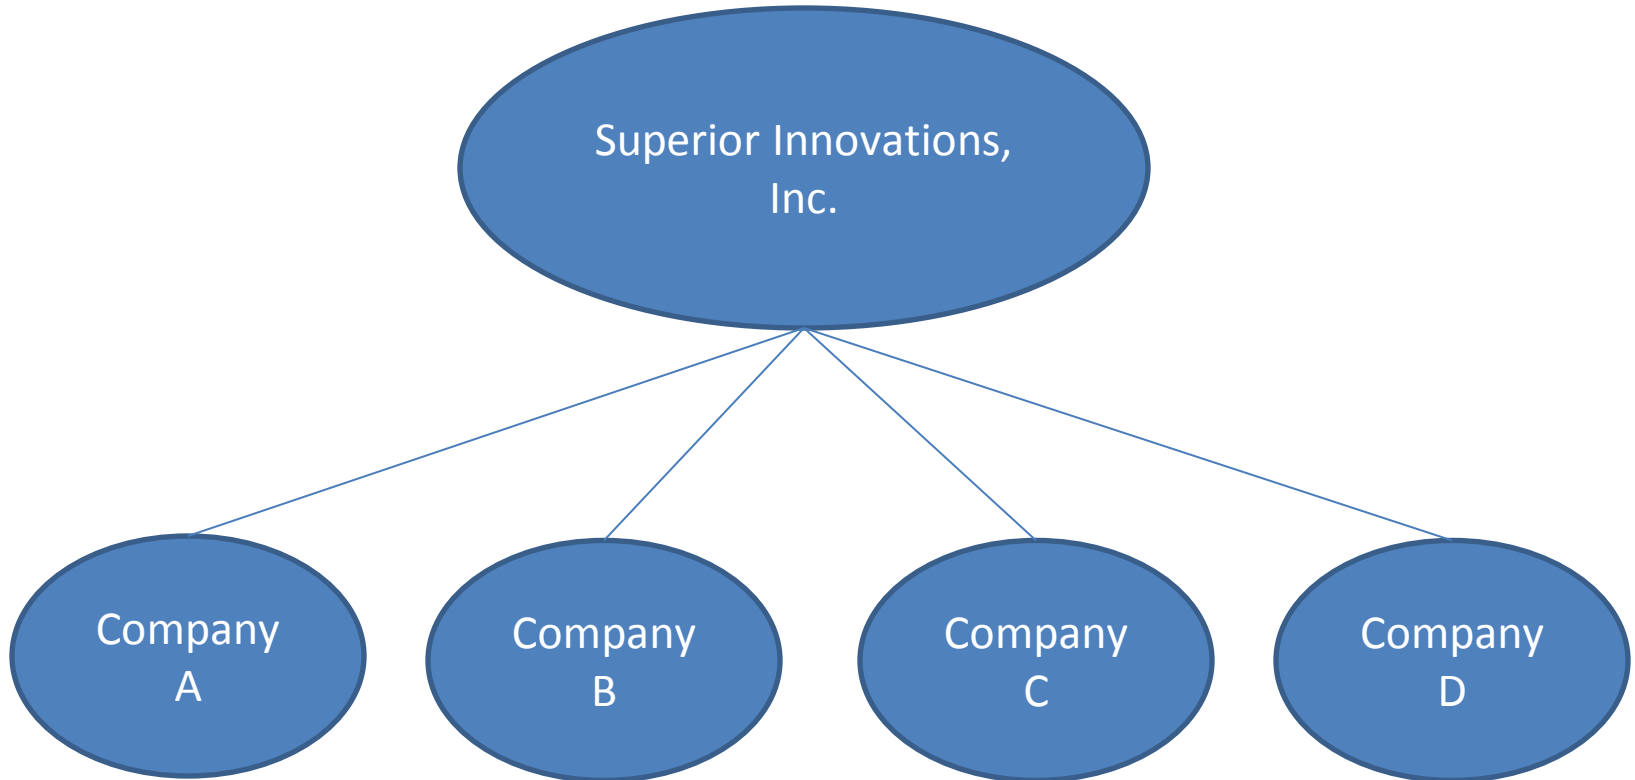 Superior Innovations,
Inc.
Company
A
Company
B
Company
C
Company
D